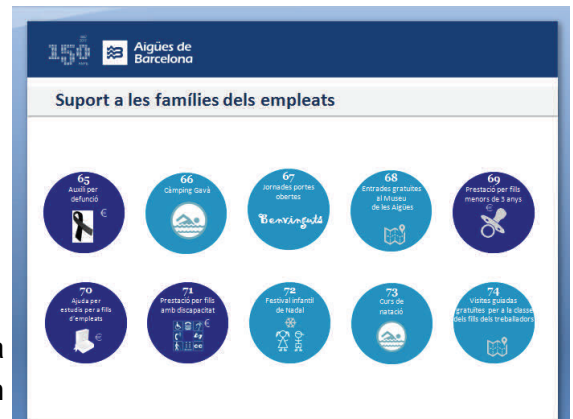 150
Aigües de
Barcelona
Suport a les famílies dels empleats
65
Auxili per
defunció
€
66
Càmping Gavà
67
Jornades portes
obertes
Benvinguts
68
Entrades gratuïtes
al Museu
de les Aigües
69
Prestació per fills
menors de 3 anys
€
70
Ajuda per
estudis per a fills
d'empleats
€
71
Prestació per fills
amb discapacitat
€
72
Festival infantil
de Nadal
73
Curs de
natació
74
Visites guiades
gratuïtes per a la classe
dels fills dels treballadors
a
n